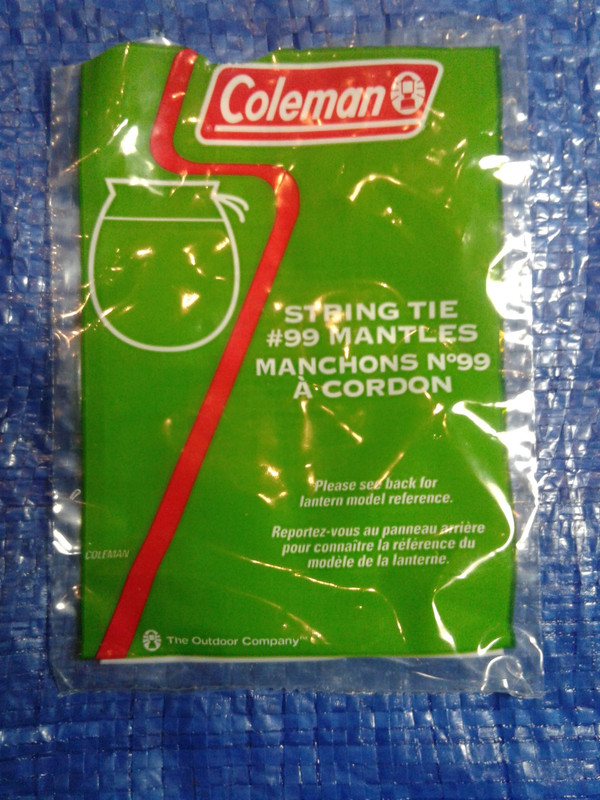 Coleman
STRING TIE
#99 MANTLES
MANCHONS Nº99
À CORDON
Please see back for
lantern model reference.
Reportez-vous au panneau arrière
pour connaître la référence du
modèle de la lanterne.
COLEMAN
The Outdoor Company™